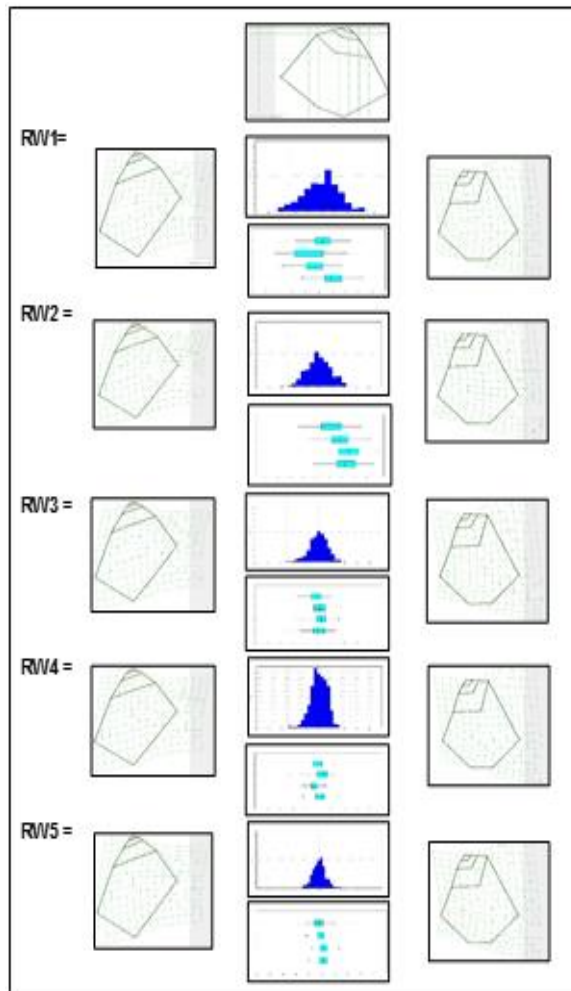 RW1=
RW2 =
RW3 =
RW4 =
RW5 =